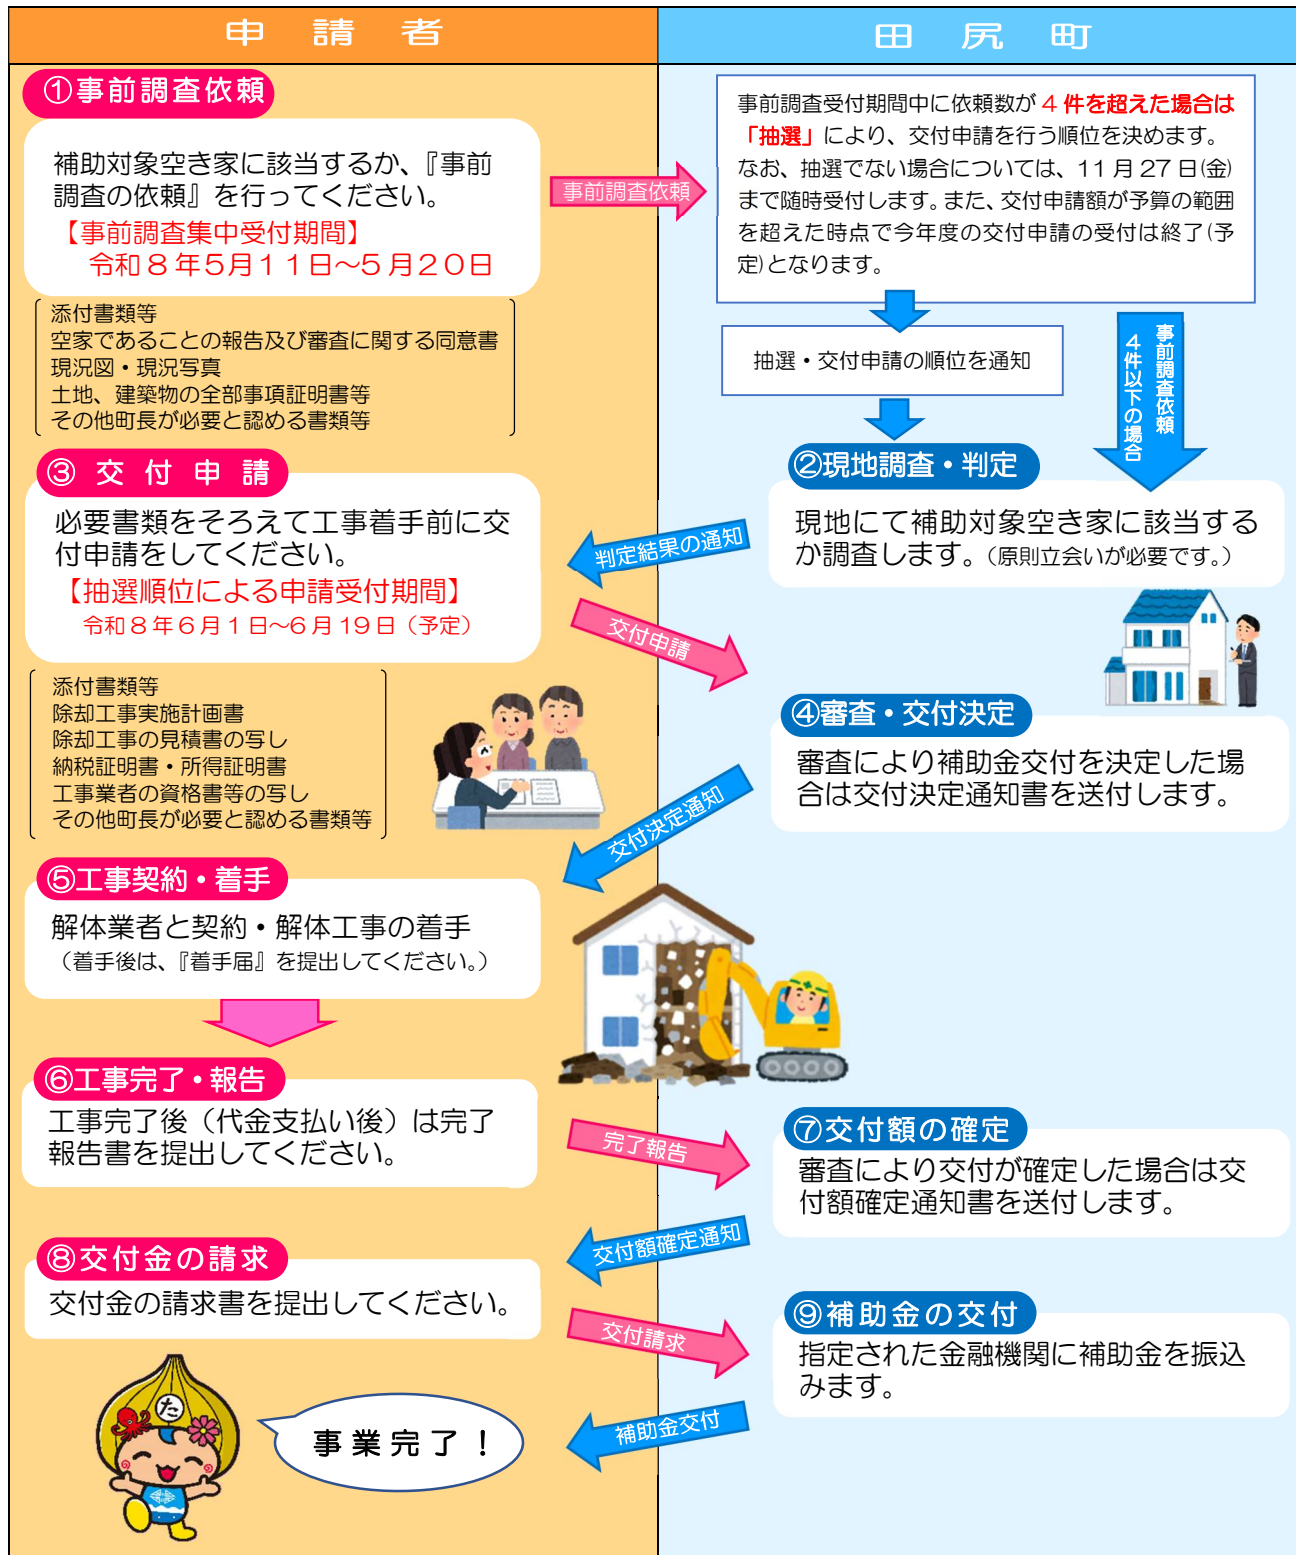 申請者
田尻町
①事前調査依頼
補助対象空き家に該当するか、『事前
調査の依頼』を行ってください。
【事前調査集中受付期間】
令和８年５月１１日～５月２０日
添付書類等
空家であることの報告及び審査に関する同意書
現況図・現況写真
土地、建築物の全部事項証明書等
その他町長が必要と認める書類等
事前調査依頼
事前調査受付期間中に依頼数が４件を超えた場合は
「抽選」により、交付申請を行う順位を決めます。
なお、抽選でない場合については、11月27日(金)
まで随時受付します。また、交付申請額が予算の範囲
を超えた時点で今年度の交付申請の受付は終了(予
定)となります。
抽選・交付申請の順位を通知
事前調査依頼
４件以下の場合
②現地調査・判定
現地にて補助対象空き家に該当する
か調査します。（原則立会いが必要です。）
判定結果の通知
③交付申請
必要書類をそろえて工事着手前に交
付申請をしてください。
【抽選順位による申請受付期間】
令和８年６月１日～６月19日（予定）
添付書類等
除却工事実施計画書
除却工事の見積書の写し
納税証明書・所得証明書
工事業者の資格書等の写し
その他町長が必要と認める書類等
交付申請
④審査・交付決定
審査により補助金交付を決定した場
合は交付決定通知書を送付します。
交付決定通知
⑤工事契約・着手
解体業者と契約・解体工事の着手
（着手後は、『着手届』を提出してください。）
⑥工事完了・報告
工事完了後（代金支払い後）は完了
報告書を提出してください。
完了報告
⑦交付額の確定
審査により交付が確定した場合は交
付額確定通知書を送付します。
交付額確定通知
⑧交付金の請求
交付金の請求書を提出してください。
交付請求
⑨補助金の交付
指定された金融機関に補助金を振込
みます。
補助金交付
た
事業完了！